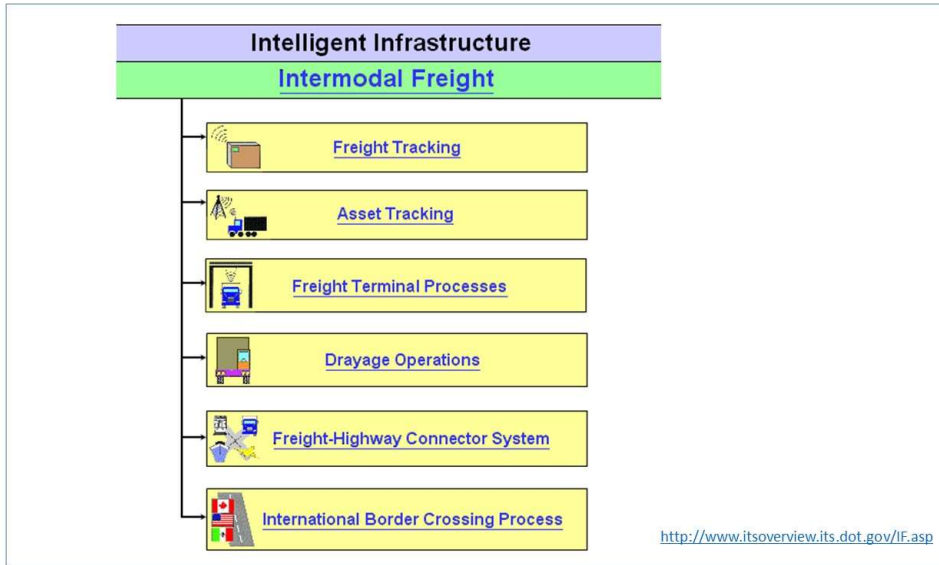 Intelligent Infrastructure
Intermodal Freight
Freight Tracking
Asset Tracking
Freight Terminal Processes
Drayage Operations
Freight-Highway Connector System
International Border Crossing Process
http://www.itsoverview.its.dot.gov/IF.asp